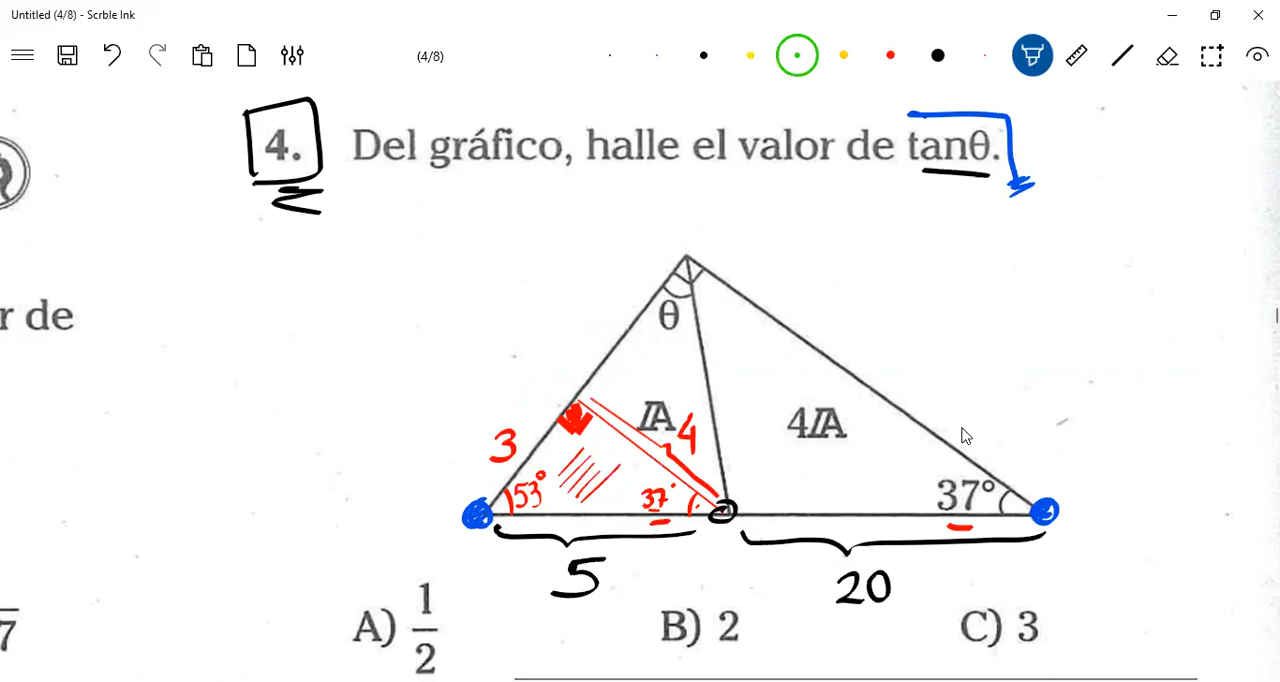 Untitled (4/8) - Scrble Ink
(4/8)
4. Del gráfico, halle el valor de tanθ.
r de
θ
𝔸 4
4𝔸
3
53°
37°
37°
5
20
A) 1/2 B) 2 C) 3
7